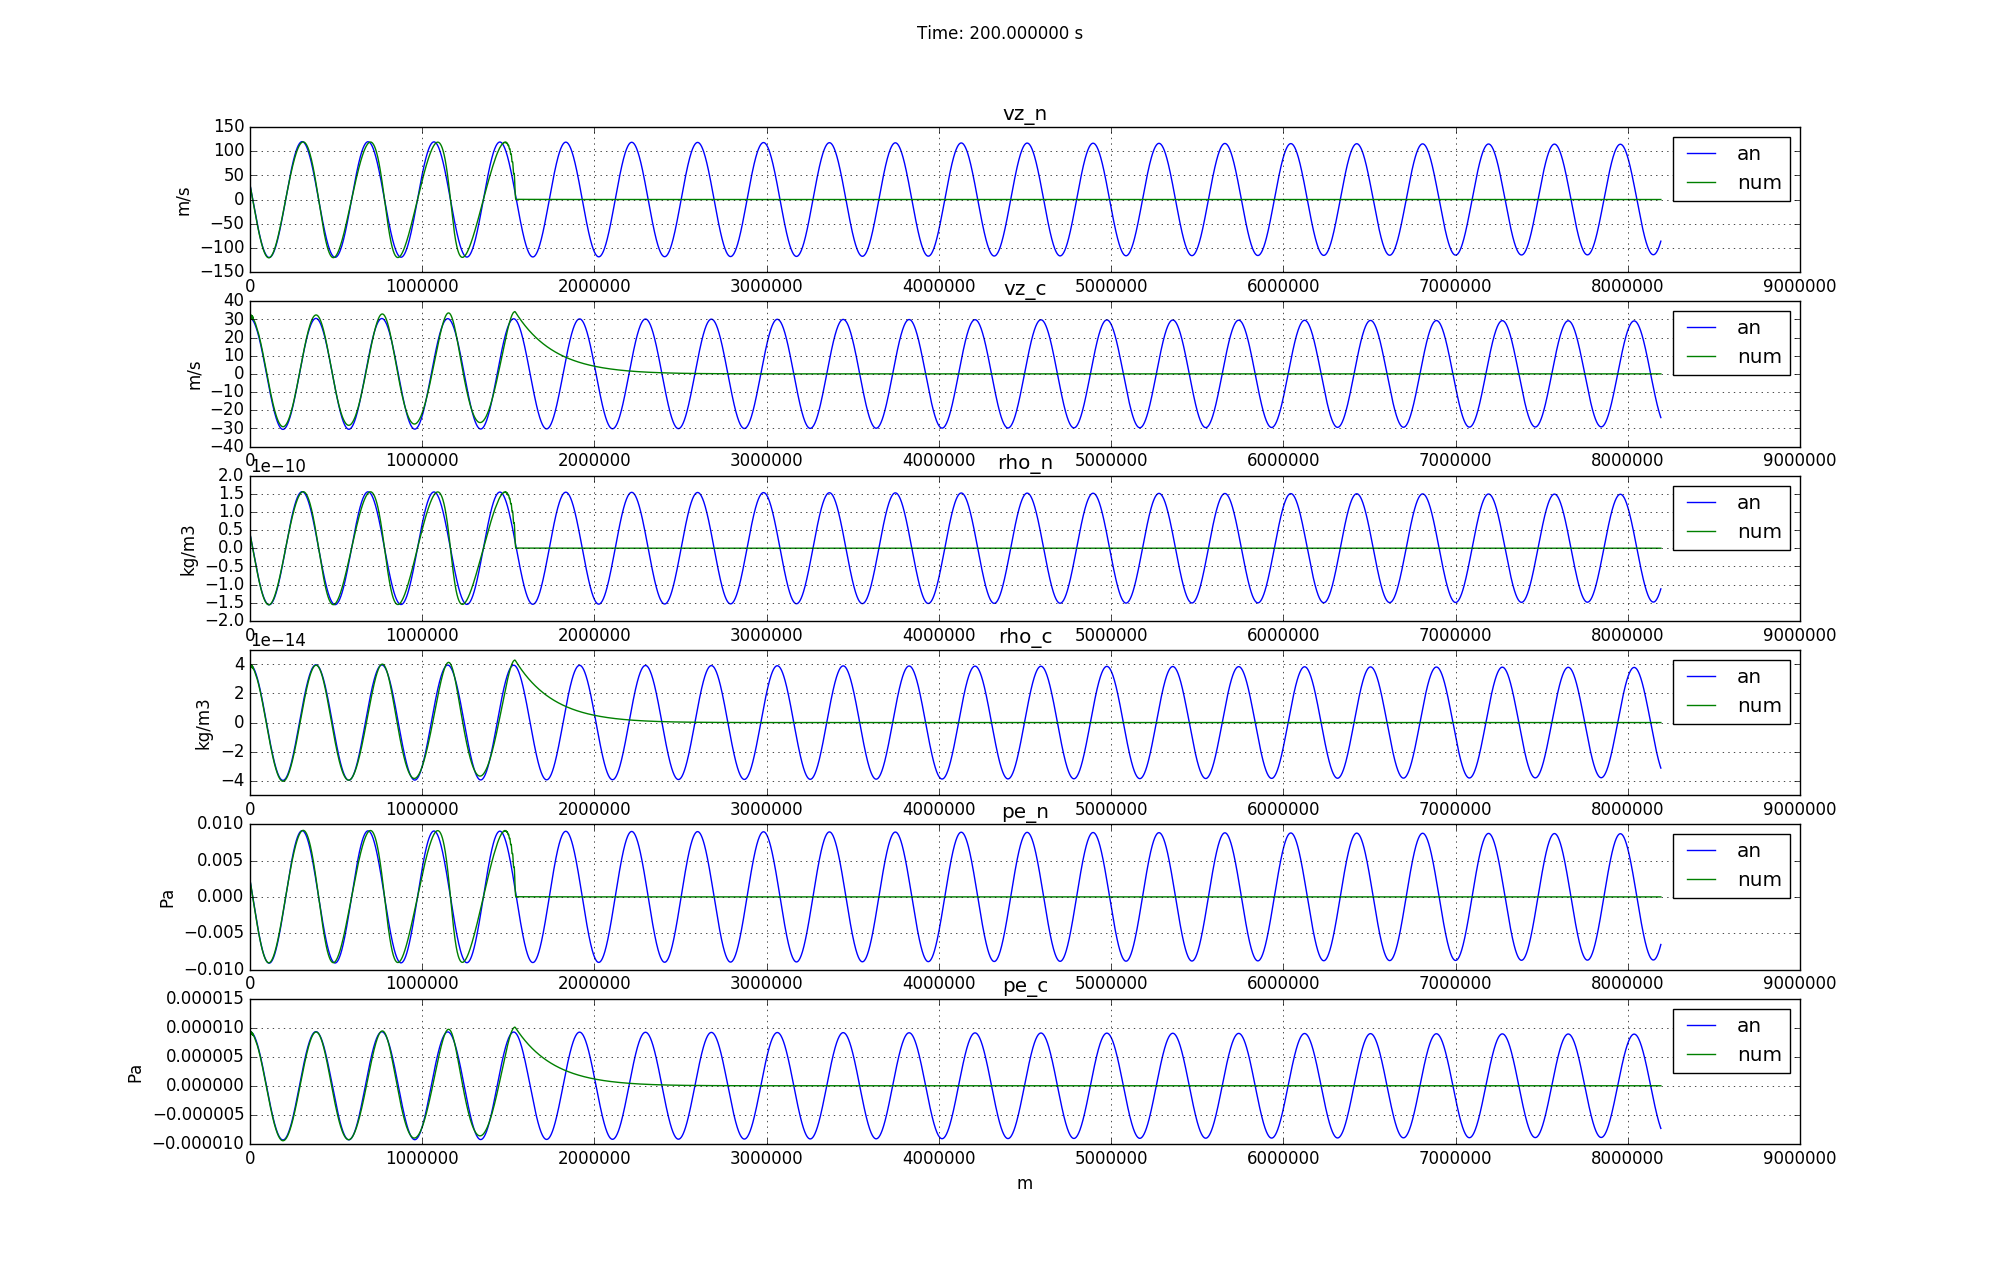 Time: 200.000000 s
vz_n
150
100
50
0
−50
−100
−150
m/s
an
num
0 1000000 2000000 3000000 4000000 5000000 6000000 7000000 8000000 9000000
vz_c
40
30
20
10
0
−10
−20
−30
−40
m/s
an
num
0 1000000 2000000 3000000 4000000 5000000 6000000 7000000 8000000 9000000
1e−10
rho_n
2.0
1.5
1.0
0.5
0.0
−0.5
−1.0
−1.5
−2.0
kg/m3
an
num
0 1000000 2000000 3000000 4000000 5000000 6000000 7000000 8000000 9000000
1e−14
rho_c
4
2
0
−2
−4
kg/m3
an
num
0 1000000 2000000 3000000 4000000 5000000 6000000 7000000 8000000 9000000
pe_n
0.010
0.005
0.000
−0.005
−0.010
Pa
an
num
0 1000000 2000000 3000000 4000000 5000000 6000000 7000000 8000000 9000000
pe_c
0.000015
0.000010
0.000005
0.000000
−0.000005
−0.000010
Pa
an
num
0 1000000 2000000 3000000 4000000 5000000 6000000 7000000 8000000 9000000
m